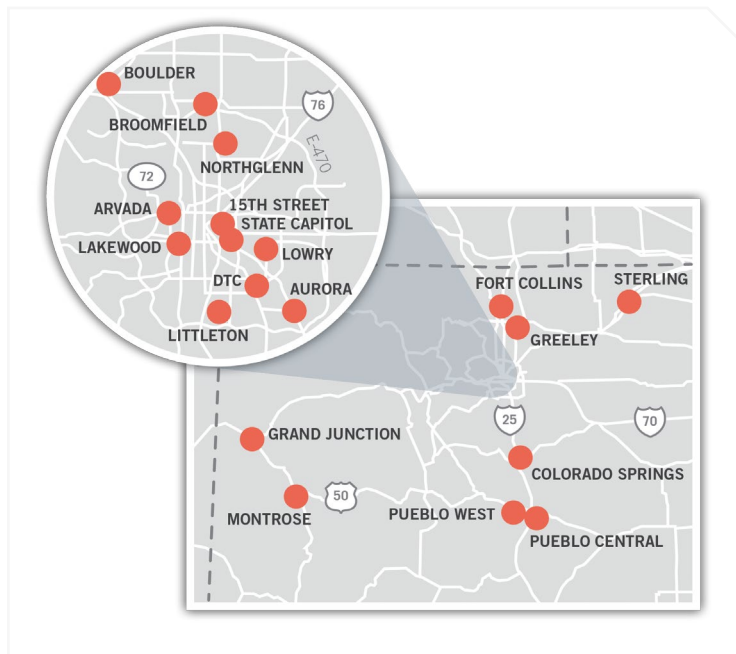 BOULDER
76
BROOMFIELD
E-470
NORTHGLENN
72
ARVADA
15TH STREET
STATE CAPITOL
LAKEWOOD
LOWRY
DTC
AURORA
LITTLETON
FORT COLLINS
STERLING
GREELEY
25
70
GRAND JUNCTION
COLORADO SPRINGS
50
MONTROSE
PUEBLO WEST
PUEBLO CENTRAL